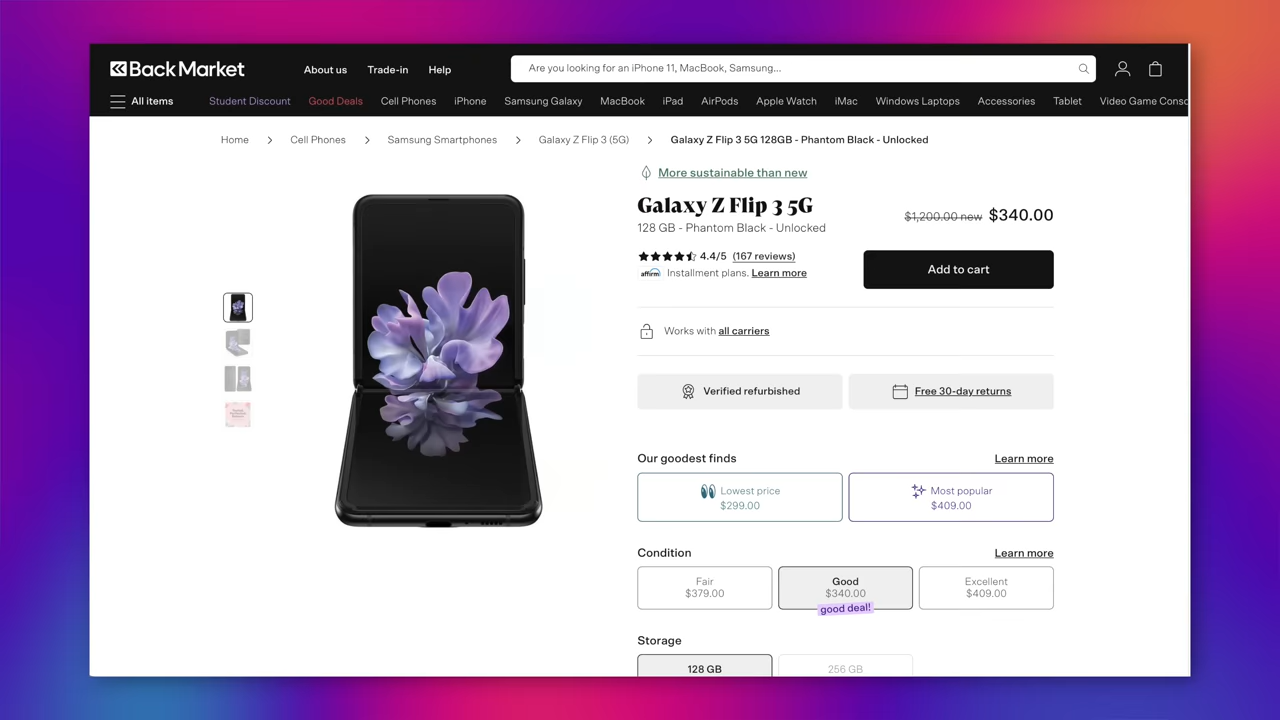 BackMarket
About us
Trade-in
Help
Are you looking for an iPhone 11, MacBook, Samsung...
All items
Student Discount
Good Deals
Cell Phones
iPhone
Samsung Galaxy
MacBook
iPad
AirPods
Apple Watch
iMac
Windows Laptops
Accessories
Tablet
Video Game Conso
Home
Cell Phones
Samsung Smartphones
Galaxy Z Flip 3 (5G)
Galaxy Z Flip 3 5G 128GB - Phantom Black - Unlocked
More sustainable than new
Galaxy Z Flip 3 5G
$1,200.00 new $340.00
128 GB - Phantom Black - Unlocked
4.4/5 (167 reviews)
affirm Installment plans. Learn more
Add to cart
Works with all carriers
Verified refurbished
Free 30-day returns
Our goodest finds
Learn more
Lowest price
$299.00
Most popular
$409.00
Condition
Learn more
Fair
$379.00
Good
$340.00
good deal!
Excellent
$409.00
Storage
128 GB
256 GB